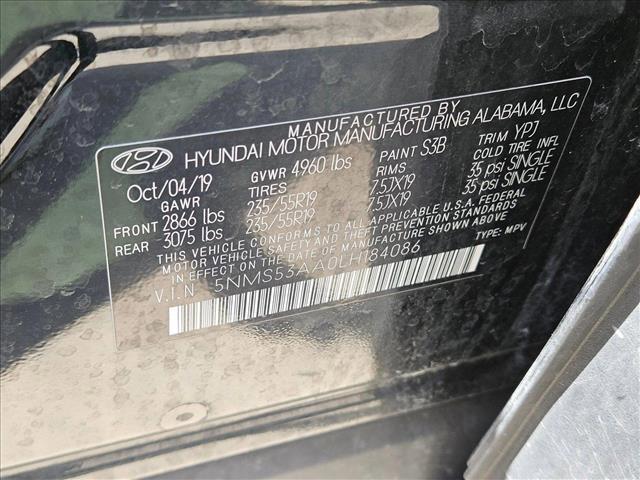 MANUFACTURED BY
HYUNDAI MOTOR MANUFACTURING ALABAMA, LLC
Oct/04/19 GVWR 4960 lbs PAINT S3B TRIM YPJ
GAWR TIRES RIMS COLD TIRE INFL
FRONT 2866 lbs 235/55R19 7.5JX19 35 psi SINGLE
REAR 3075 lbs 235/55R19 7.5JX19 35 psi SINGLE
THIS VEHICLE CONFORMS TO ALL APPLICABLE U.S.A. FEDERAL
MOTOR VEHICLE SAFETY AND THEFT PREVENTION STANDARDS
IN EFFECT ON THE DATE OF MANUFACTURE SHOWN ABOVE.
V.I.N 5NMS53AA0LH184086 TYPE: MPV